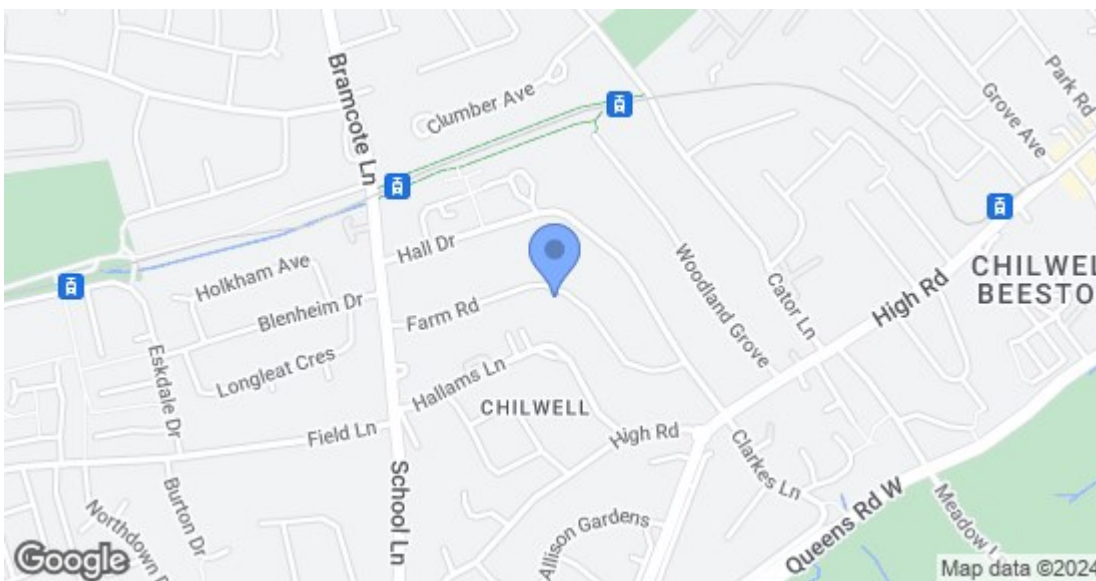 Bramcote Ln
Clumber Ave
Park Rd
Grove Ave
Hall Dr
Holkham Ave
Woodland Grove
Cator Ln
CHILWELL
BEESTO
High Rd
Blenheim Dr
Farm Rd
Eskdale Dr
Longleat Cres
Hallams Ln
CHILWELL
Field Ln
High Rd
Clarkes Ln
School Ln
Burton Dr
Queens Rd W
Meadow L
Northdown
Allison Gardens
Google
Map data ©2024